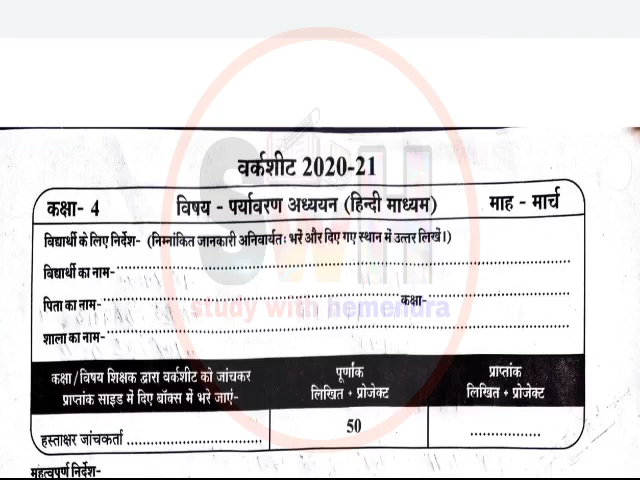 वर्कशीट 2020-21
कक्षा- 4 विषय - पर्यावरण अध्ययन (हिन्दी माध्यम) माह - मार्च
विद्यार्थी के लिए निर्देश- (निम्नांकित जानकारी अनिवार्यतः भरें और दिए गए स्थान में उत्तर लिखें।)
विद्यार्थी का नाम-
पिता का नाम- कक्षा-
study with hemendra
शाला का नाम-
कक्षा/विषय शिक्षक द्वारा वर्कशीट को जांचकर पूर्णांक प्राप्तांक
प्राप्तांक साइड में दिए बॉक्स में भरे जाएं- लिखित + प्रोजेक्ट लिखित + प्रोजेक्ट
हस्ताक्षर जांचकर्ता 50
महत्वपूर्ण निर्देश-